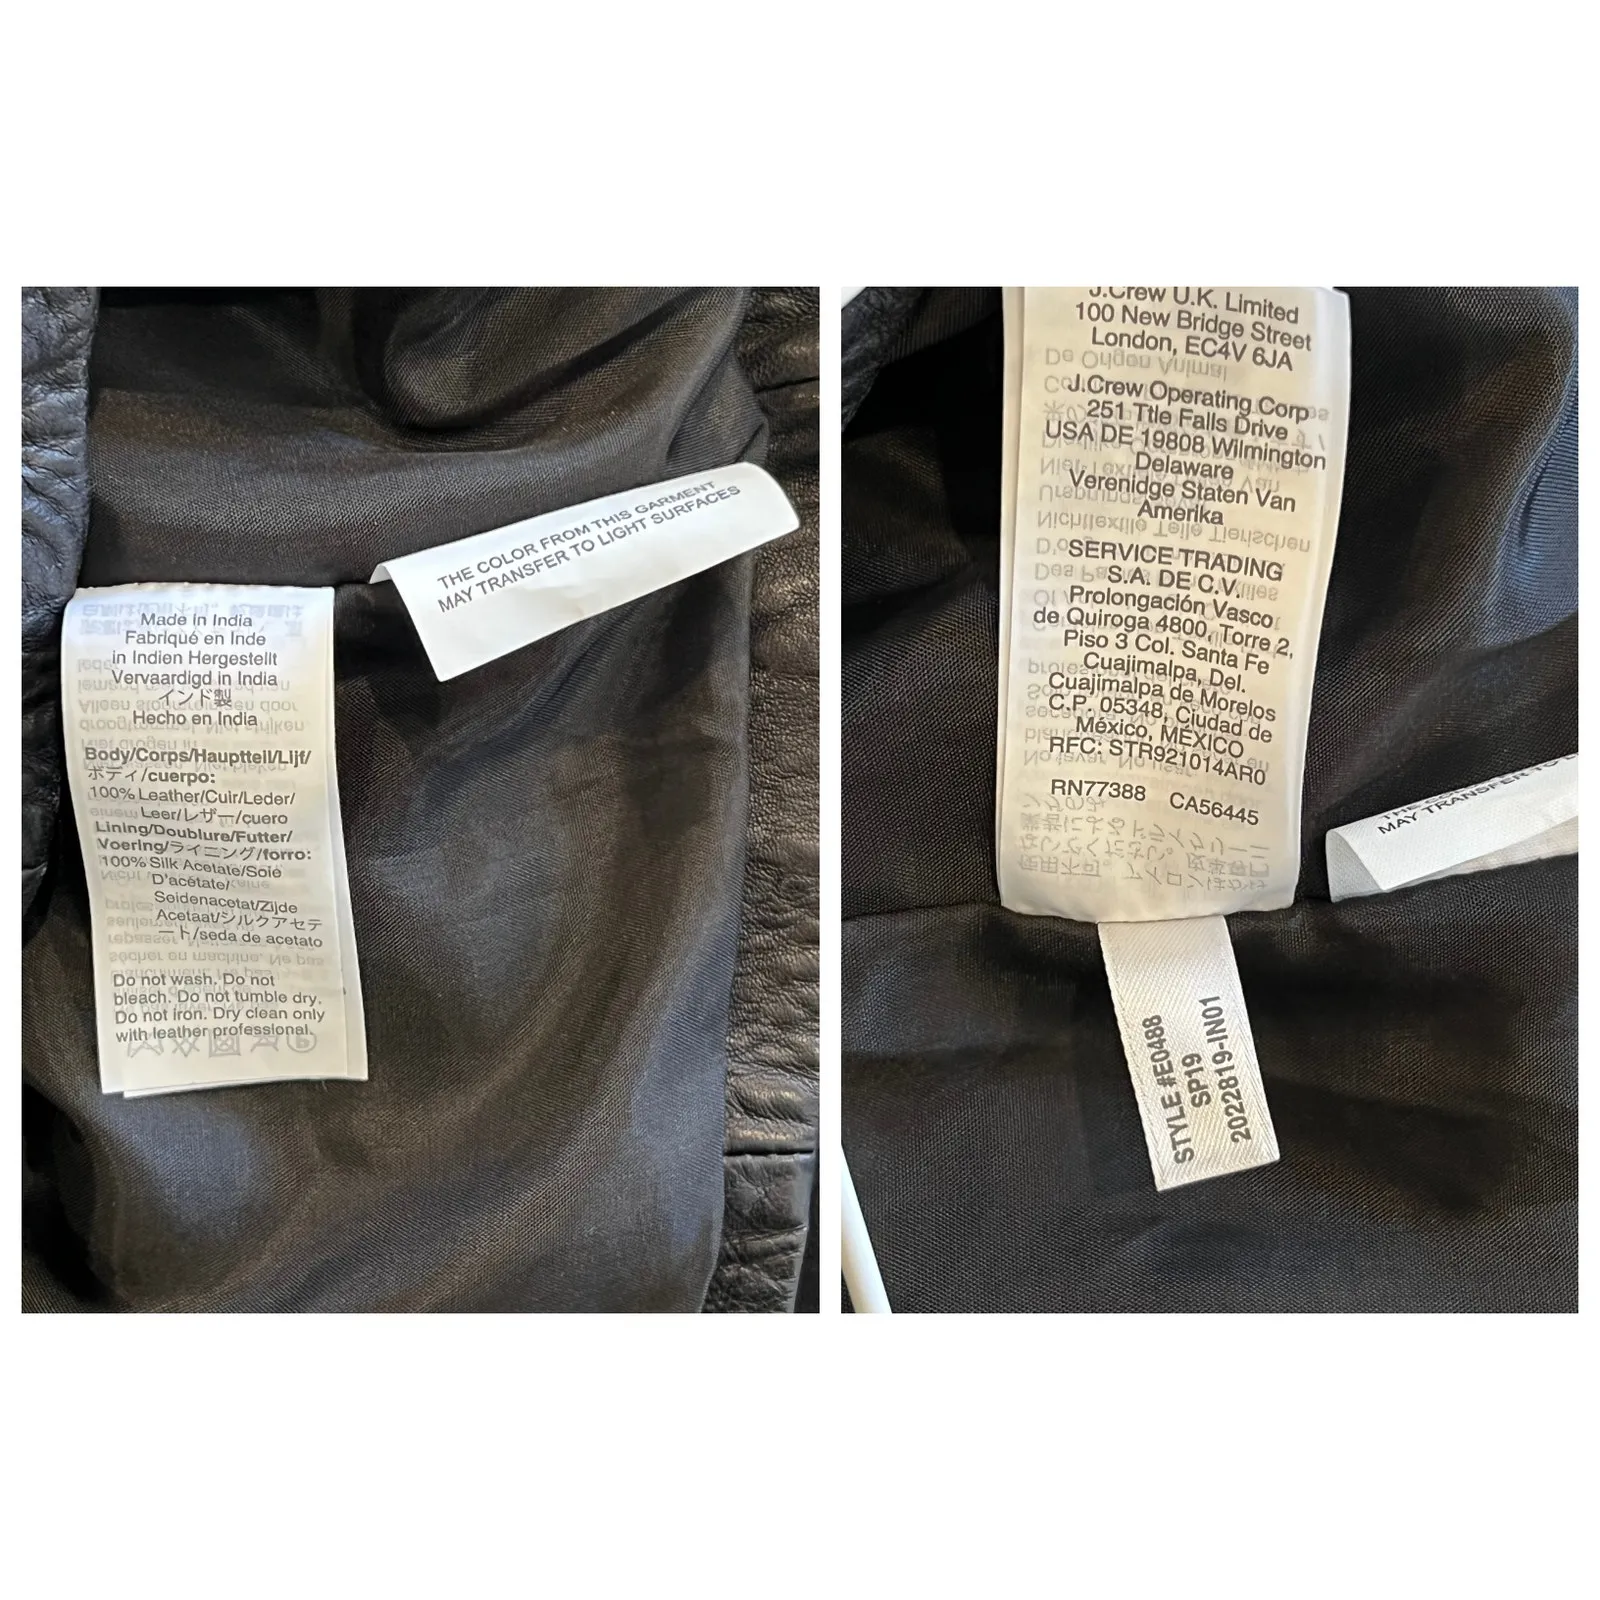 THE COLOR FROM THIS GARMENT
MAY TRANSFER TO LIGHT SURFACES
Made in India
Fabriqué en Inde
in Indien Hergestellt
Vervaardigd in India
インド製
Hecho en India
Body/Corps/Hauptteil/Lijf/
ボディ/cuerpo:
100% Leather/Cuir/Leder/
Leer/レザー/cuero
Lining/Doublure/Futter/
Voering/ライニング/forro:
100% Silk Acetate/Soie
D'acétate/
Seidenacetat/Zijde
Acetaat/シルクアセテ
ート/seda de acetato
Do not wash. Do not
bleach. Do not tumble dry.
Do not iron. Dry clean only
with leather professional.
J.Crew U.K. Limited
100 New Bridge Street
London, EC4V 6JA
J.Crew Operating Corp
251 Ttle Falls Drive
USA DE 19808 Wilmington
Delaware
Verenidge Staten Van
Amerika
SERVICE TRADING
S.A. DE C.V.
Prolongación Vasco
de Quiroga 4800, Torre 2,
Piso 3 Col. Santa Fe
Cuajimalpa, Del.
Cuajimalpa de Morelos
C.P. 05348, Ciudad de
México, MÉXICO
RFC: STR921014AR0
RN77388 CA56445
MAY TRANSFER TO
STYLE #E0488
SP19
2022819-IN01